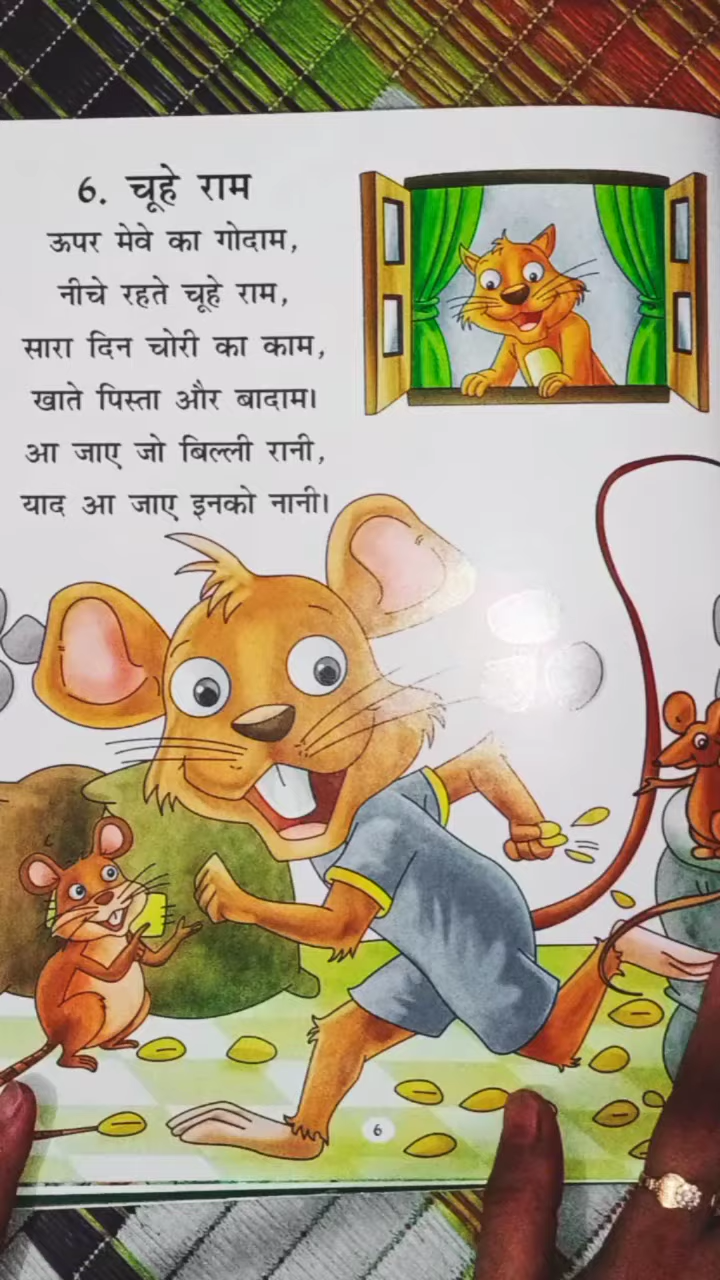 6. चूहे राम
ऊपर मेवे का गोदाम,
नीचे रहते चूहे राम,
सारा दिन चोरी का काम,
खाते पिस्ता और बादाम।
आ जाए जो बिल्ली रानी,
याद आ जाए इनको नानी।
6